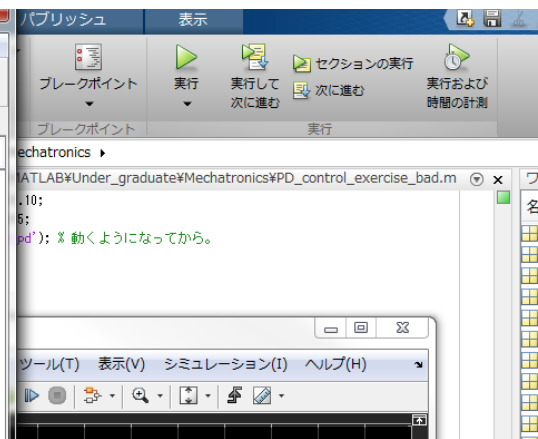 パブリッシュ 表示
ブレークポイント
実行
実行して
次に進む
セクションの実行
次に進む
実行および
時間の計測
ブレークポイント 実行
echatronics
MATLAB¥Under_graduate¥Mechatronics¥PD_control_exercise_bad.m
.10;
5;
pd'); % 動くようになってから。
ツール(T) 表示(V) シミュレーション(I) ヘルプ(H)